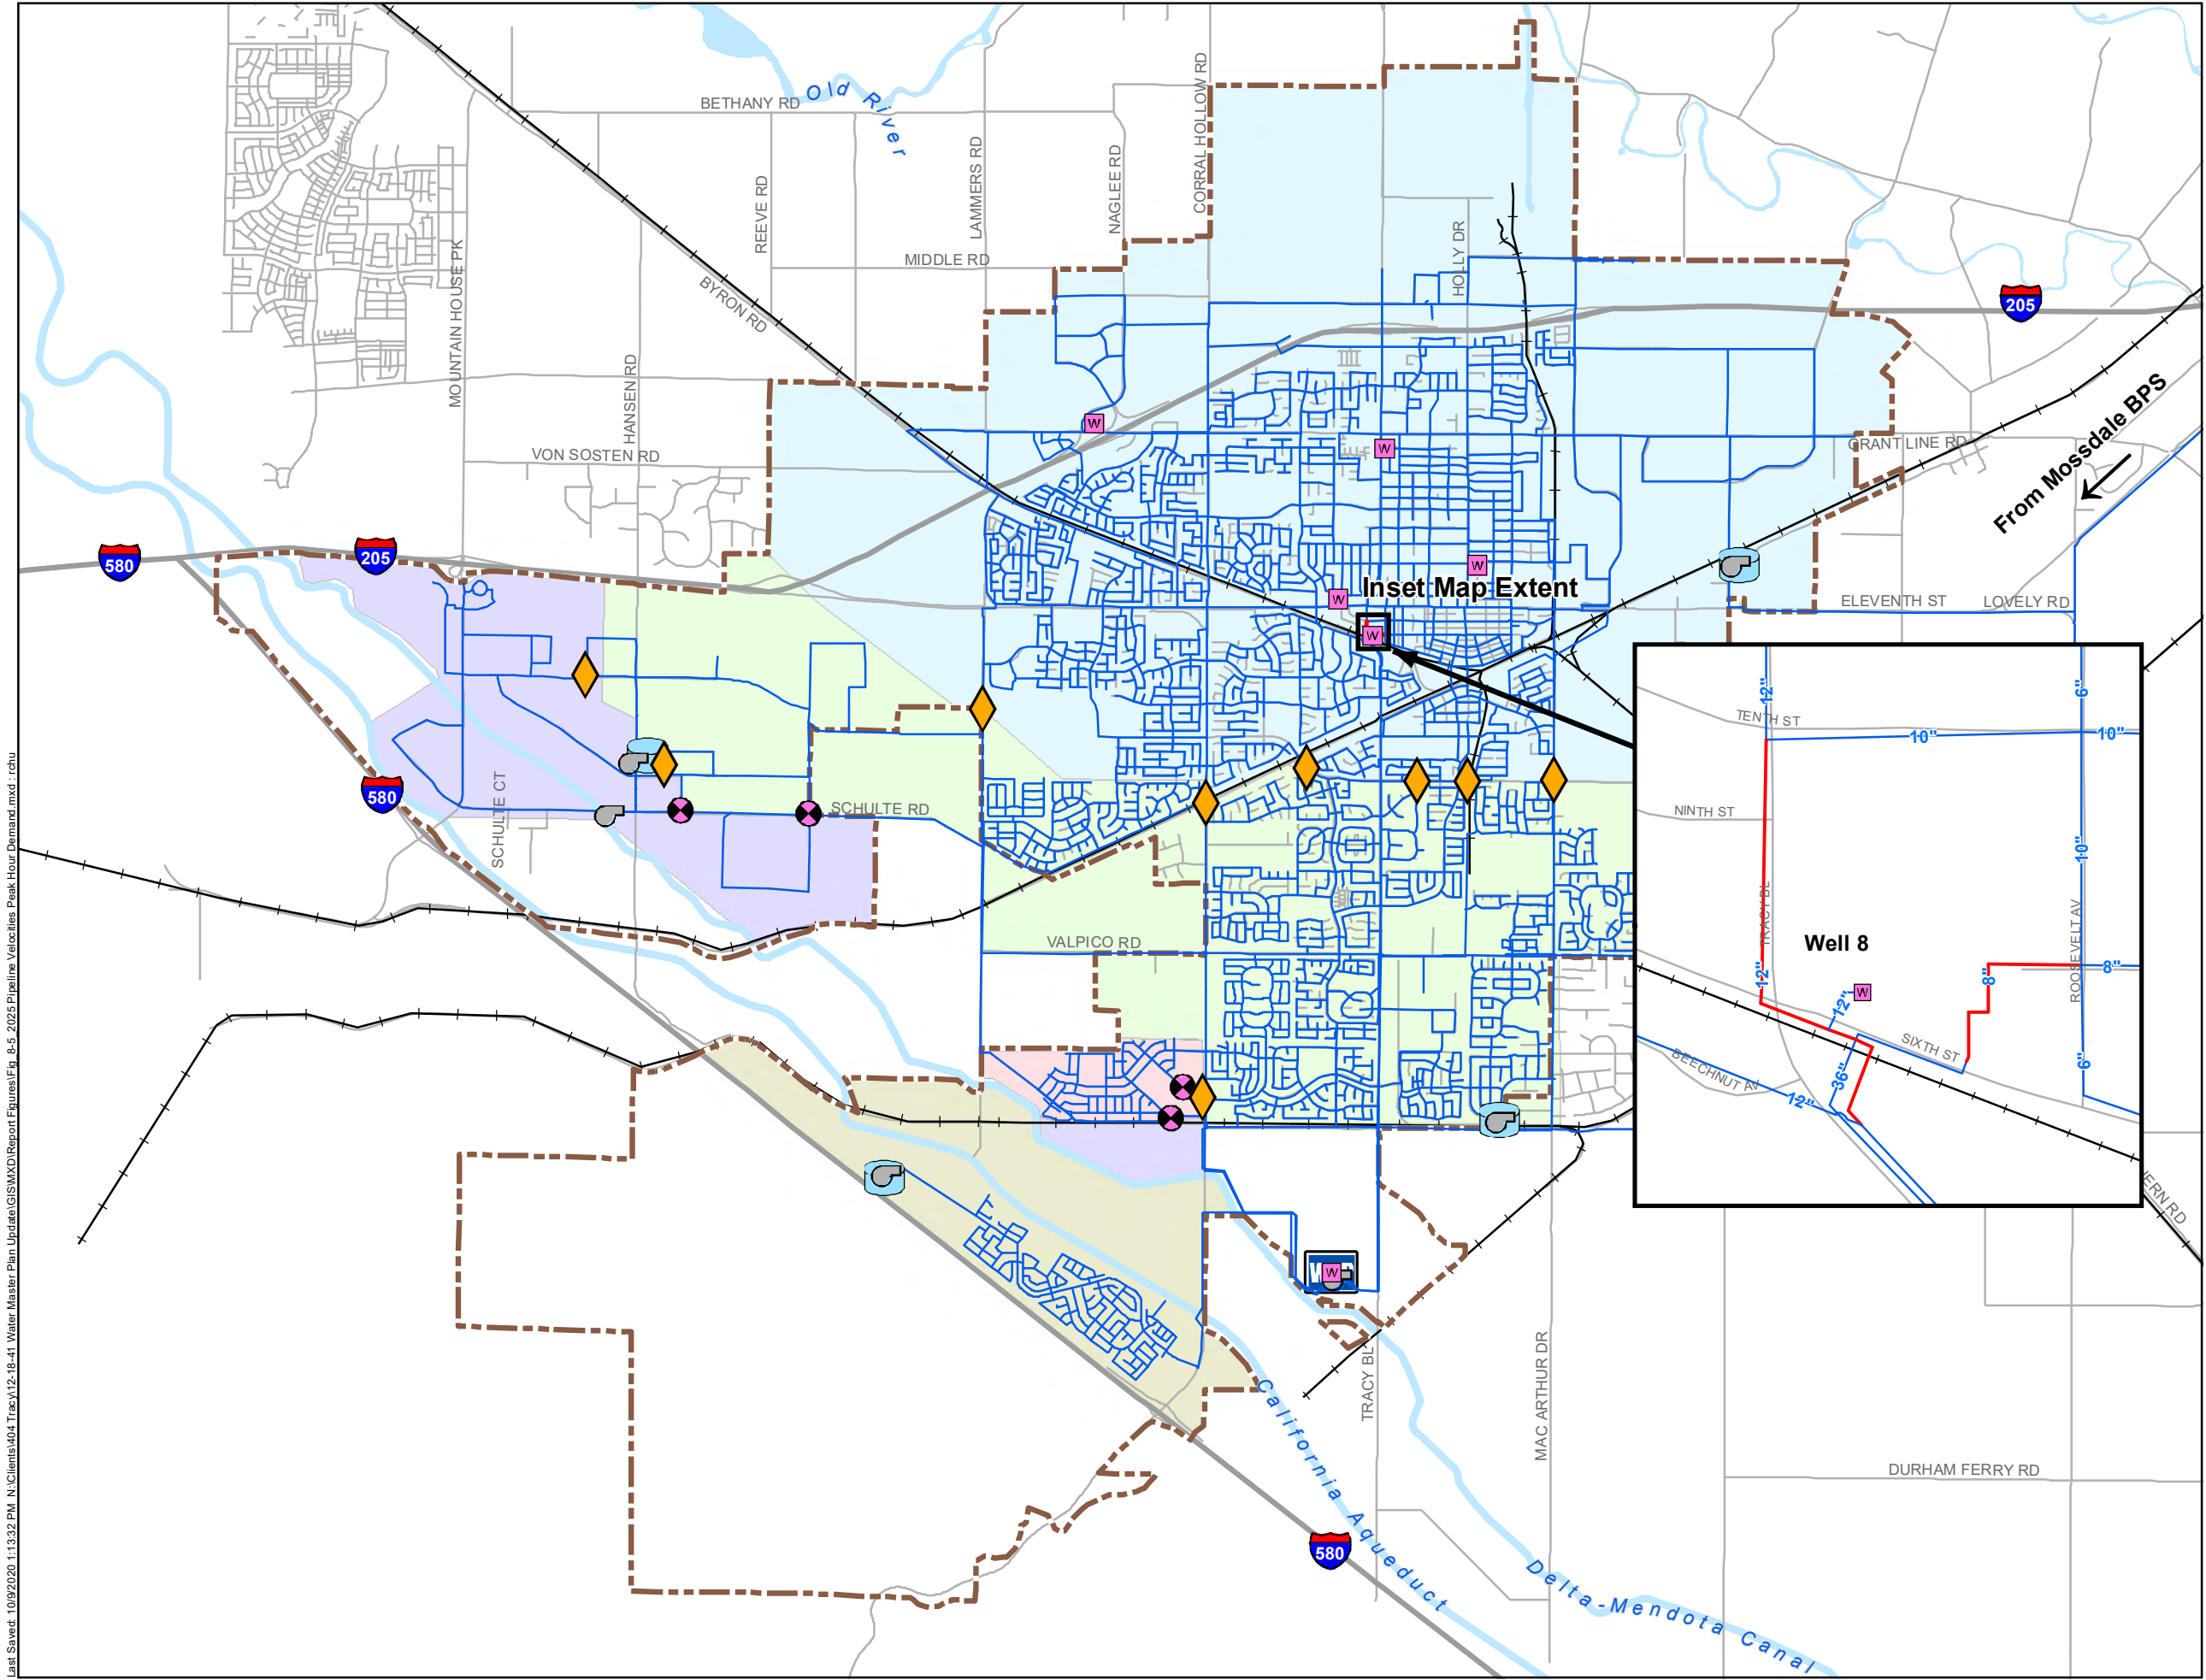 Old River
BETHANY RD
CORRAL HOLLOW RD
LAMMERS RD
NAGLEE RD
REEVE RD
HOLLY DR
MIDDLE RD
MOUNTAIN HOUSE PK
BYRON RD
205
HANSEN RD
From Mossdale BPS
W
GRANT LINE RD
W
VON SOSTEN RD
580
205
W
Inset Map Extent
W
ELEVENTH ST
LOVELY RD
W
580
SCHULTE CT
SCHULTE RD
VALPICO RD
12"
6"
TENTH ST
10"
10"
NINTH ST
10"
TRACY BL
ROOSEVELT AV
Well 8
12"
8"
8"
12"
W
SIXTH ST
BEECHNUT AV
36"
6"
12"
ERN RD
W
TRACY BL
MAC ARTHUR DR
California Aqueduct
DURHAM FERRY RD
580
Delta-Mendota Canal
Last Saved: 10/9/2020 1:13:32 PM N:\Clients\404 Tracy\12-18-41 Water Master Plan Update\GIS\MXD\Report Figures\Fig_8-5_2025 Pipeline Velocities Peak Hour Demand.mxd : rchu